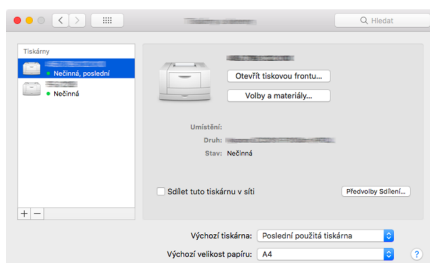 Hledat
Tiskárny
Nečinná, poslední
Nečinná
Otevřít tiskovou frontu...
Volby a materiály...
Umístění:
Druh:
Stav: Nečinná
Sdílet tuto tiskárnu v síti
Předvolby Sdílení...
+ −
Výchozí tiskárna: Poslední použitá tiskárna
Výchozí velikost papíru: A4
?